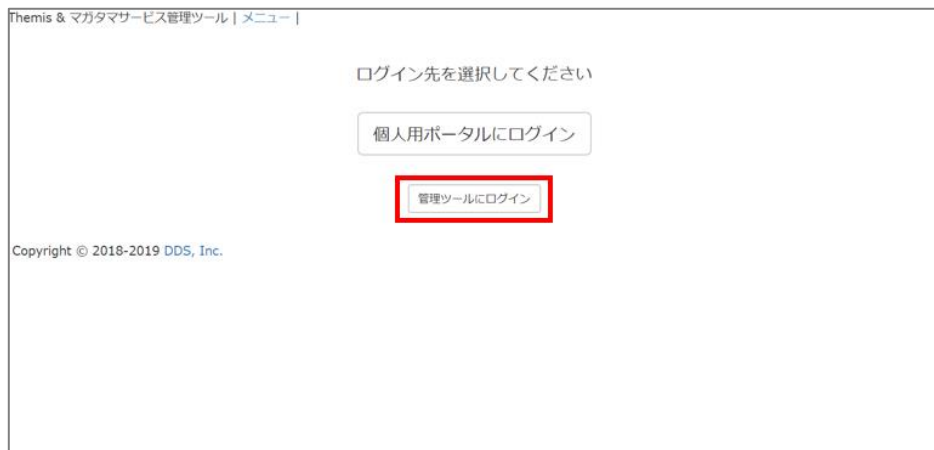 Themis & マガタマサービス管理ツール | メニュー |
ログイン先を選択してください
個人用ポータルにログイン
管理ツールにログイン
Copyright © 2018-2019 DDS, Inc.